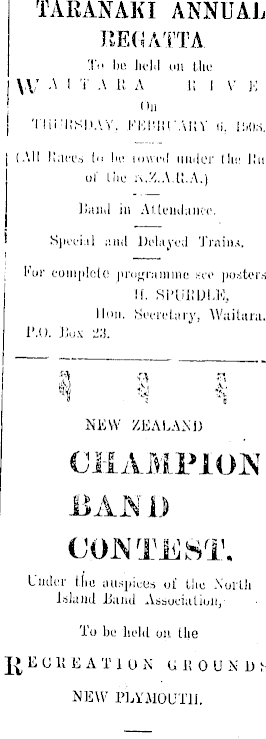 TARANAKI ANNUAL
REGATTA
To be held on the
WAITARA RIVE
On
THURSDAY, FEBRUARY 6, 1908.
(All Races to be rowed under the Ru
of the N.Z.A.R.A.)
Band in Attendance.
Special and Delayed Trains.
For complete programme see posters
H. SPURDLE,
Hon. Secretary, Waitara.
P.O. Box 23.
NEW ZEALAND
CHAMPION
BAND
CONTEST.
Under the auspices of the North
Island Band Association,
To be held on the
RECREATION GROUNDS
NEW PLYMOUTH.